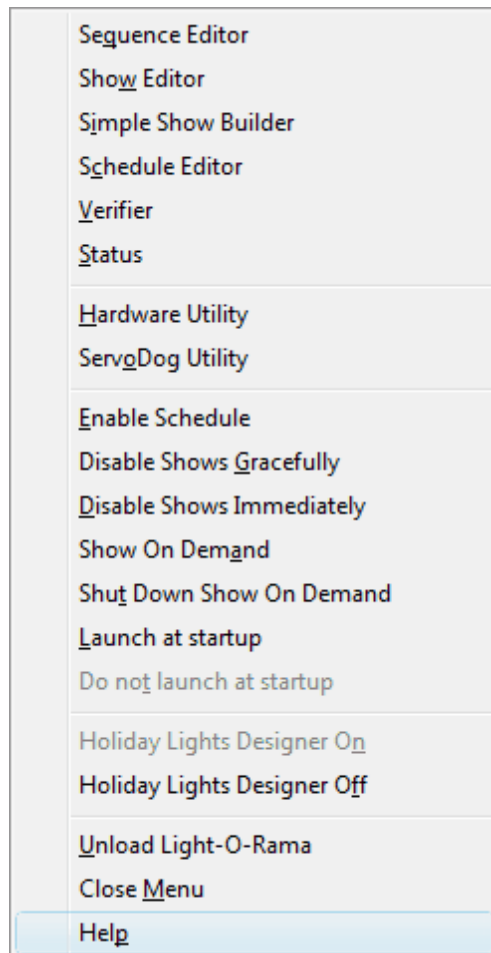 Sequence Editor
Show Editor
Simple Show Builder
Schedule Editor
Verifier
Status
Hardware Utility
ServoDog Utility
Enable Schedule
Disable Shows Gracefully
Disable Shows Immediately
Show On Demand
Shut Down Show On Demand
Launch at startup
Do not launch at startup
Holiday Lights Designer On
Holiday Lights Designer Off
Unload Light-O-Rama
Close Menu
Help